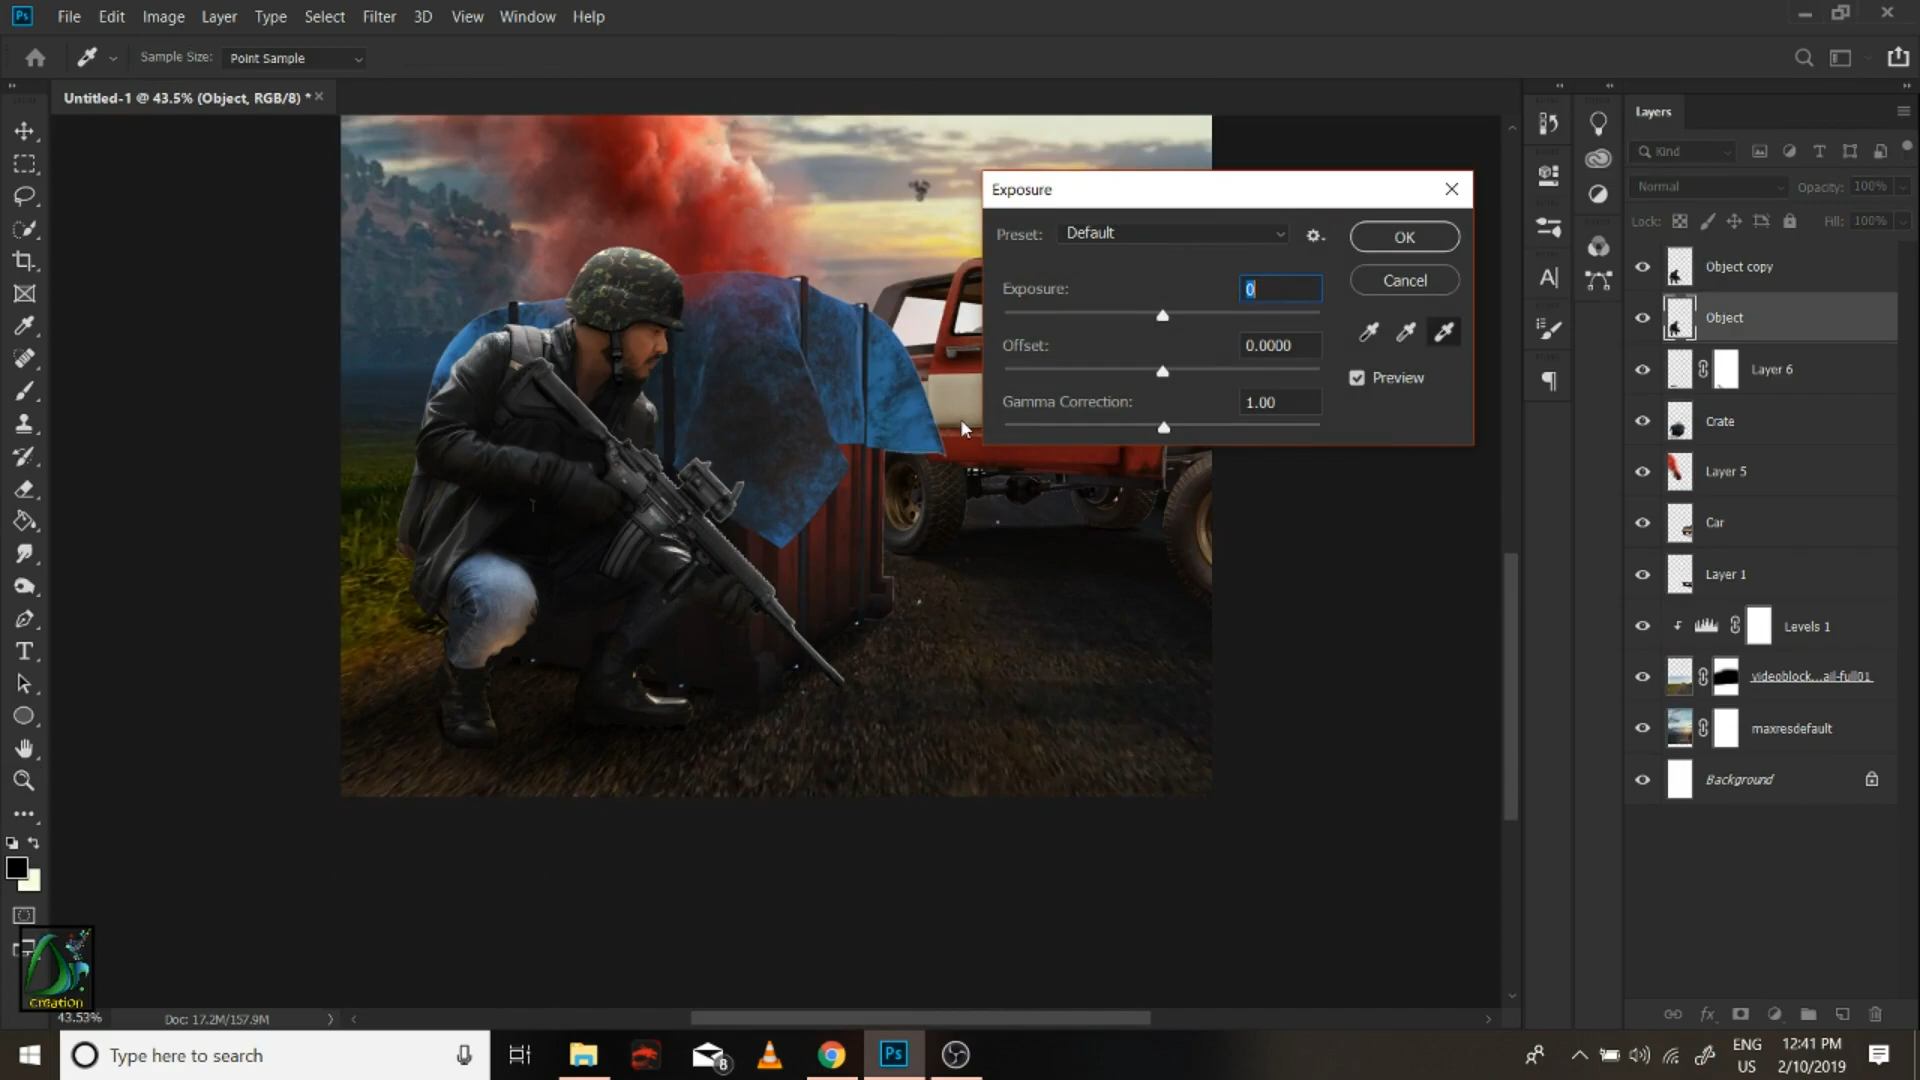 Ps File Edit Image Layer Type Select Filter 3D View Window Help
Sample Size: Point Sample
Untitled-1 @ 43.5% (Object, RGB/8) *
Layers
Kind
Normal Opacity: 100%
Lock: Fill: 100%
Object copy
Object
Layer 6
Crate
Layer 5
Car
Layer 1
Levels 1
videoblock...ail-full01
maxresdefault
Background
Exposure
Preset: Default
OK
Exposure: 0
Cancel
Offset: 0.0000
Preview
Gamma Correction: 1.00
creation
43.53% Doc: 17.2M/157.9M
Type here to search
8
Ps
ENG
US
12:41 PM
2/10/2019